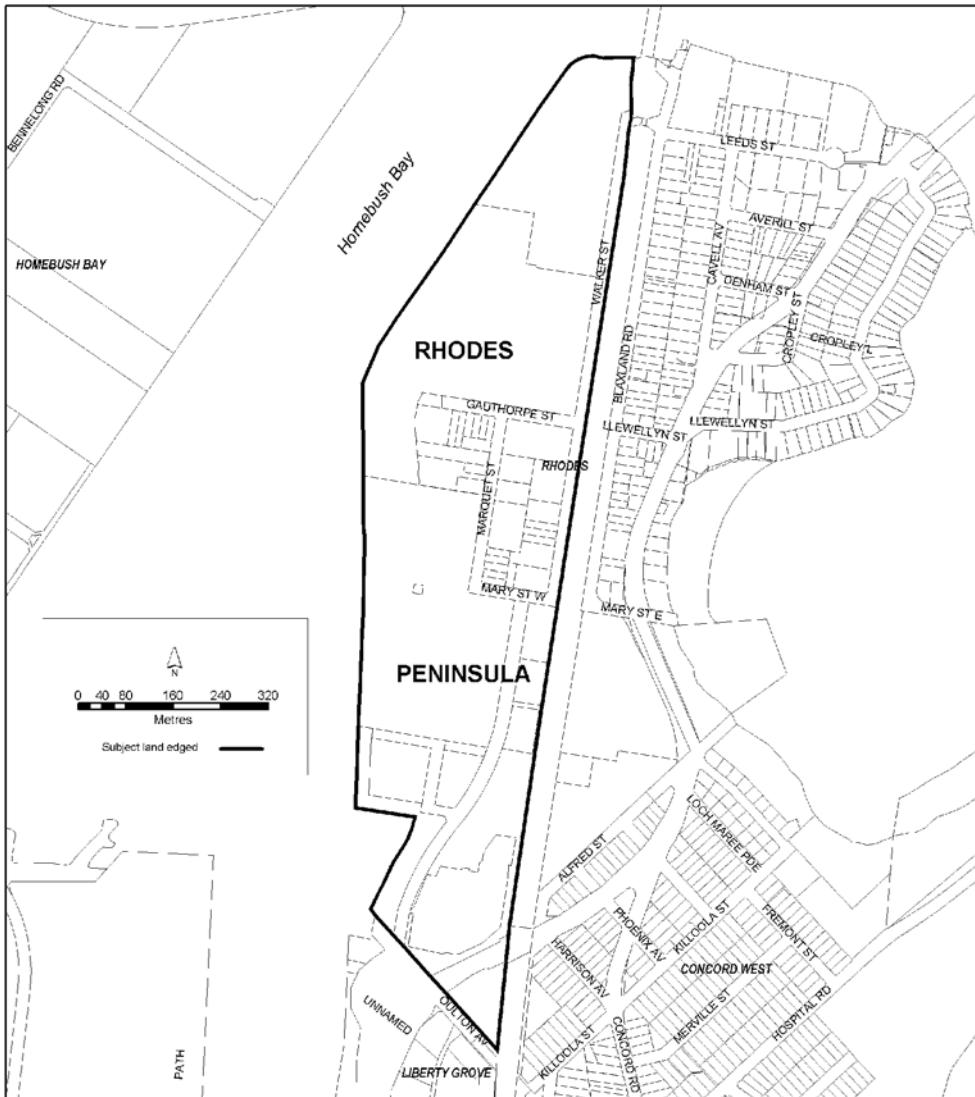 BENNELONG RD
Homebush Bay
HOMEBUSH BAY
LEEDS ST
AVERILL ST
CAVELL AV
DENHAM ST
CROPLEY ST
CROPLEY L
WALKER ST
BLAXLAND RD
RHODES
GAUTHORPE ST
LLEWELLYN ST
LLEWELLYN ST
RHODES
MARQUET ST
MARY ST W
MARY ST E
PENINSULA
N
0 40 80 160 240 320
Metres
Subject land edged
ALFRED ST
LOCH MAREE PDE
PHOENIX AV
KILLOOLA ST
FREMONT ST
HARRISON AV
CONCORD WEST
MERVILLE ST
HOSPITAL RD
UNNAMED
OULTON AV
KILLOOLA ST
CONCORD RD
PATH
LIBERTY GROVE